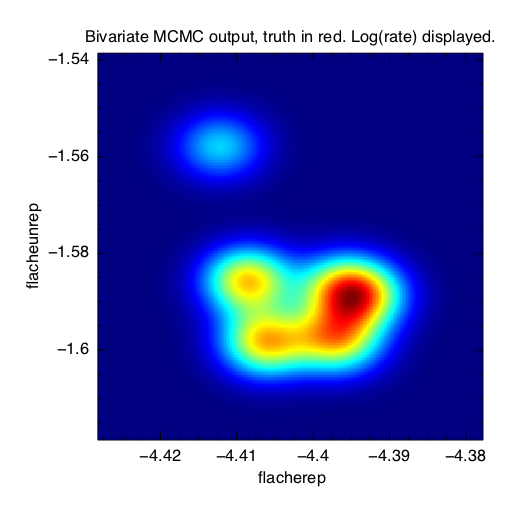 Bivariate MCMC output, truth in red. Log(rate) displayed.
−1.54
−1.56
−1.58
−1.6
flacheunrep
−4.42 −4.41 −4.4 −4.39 −4.38
flacherep